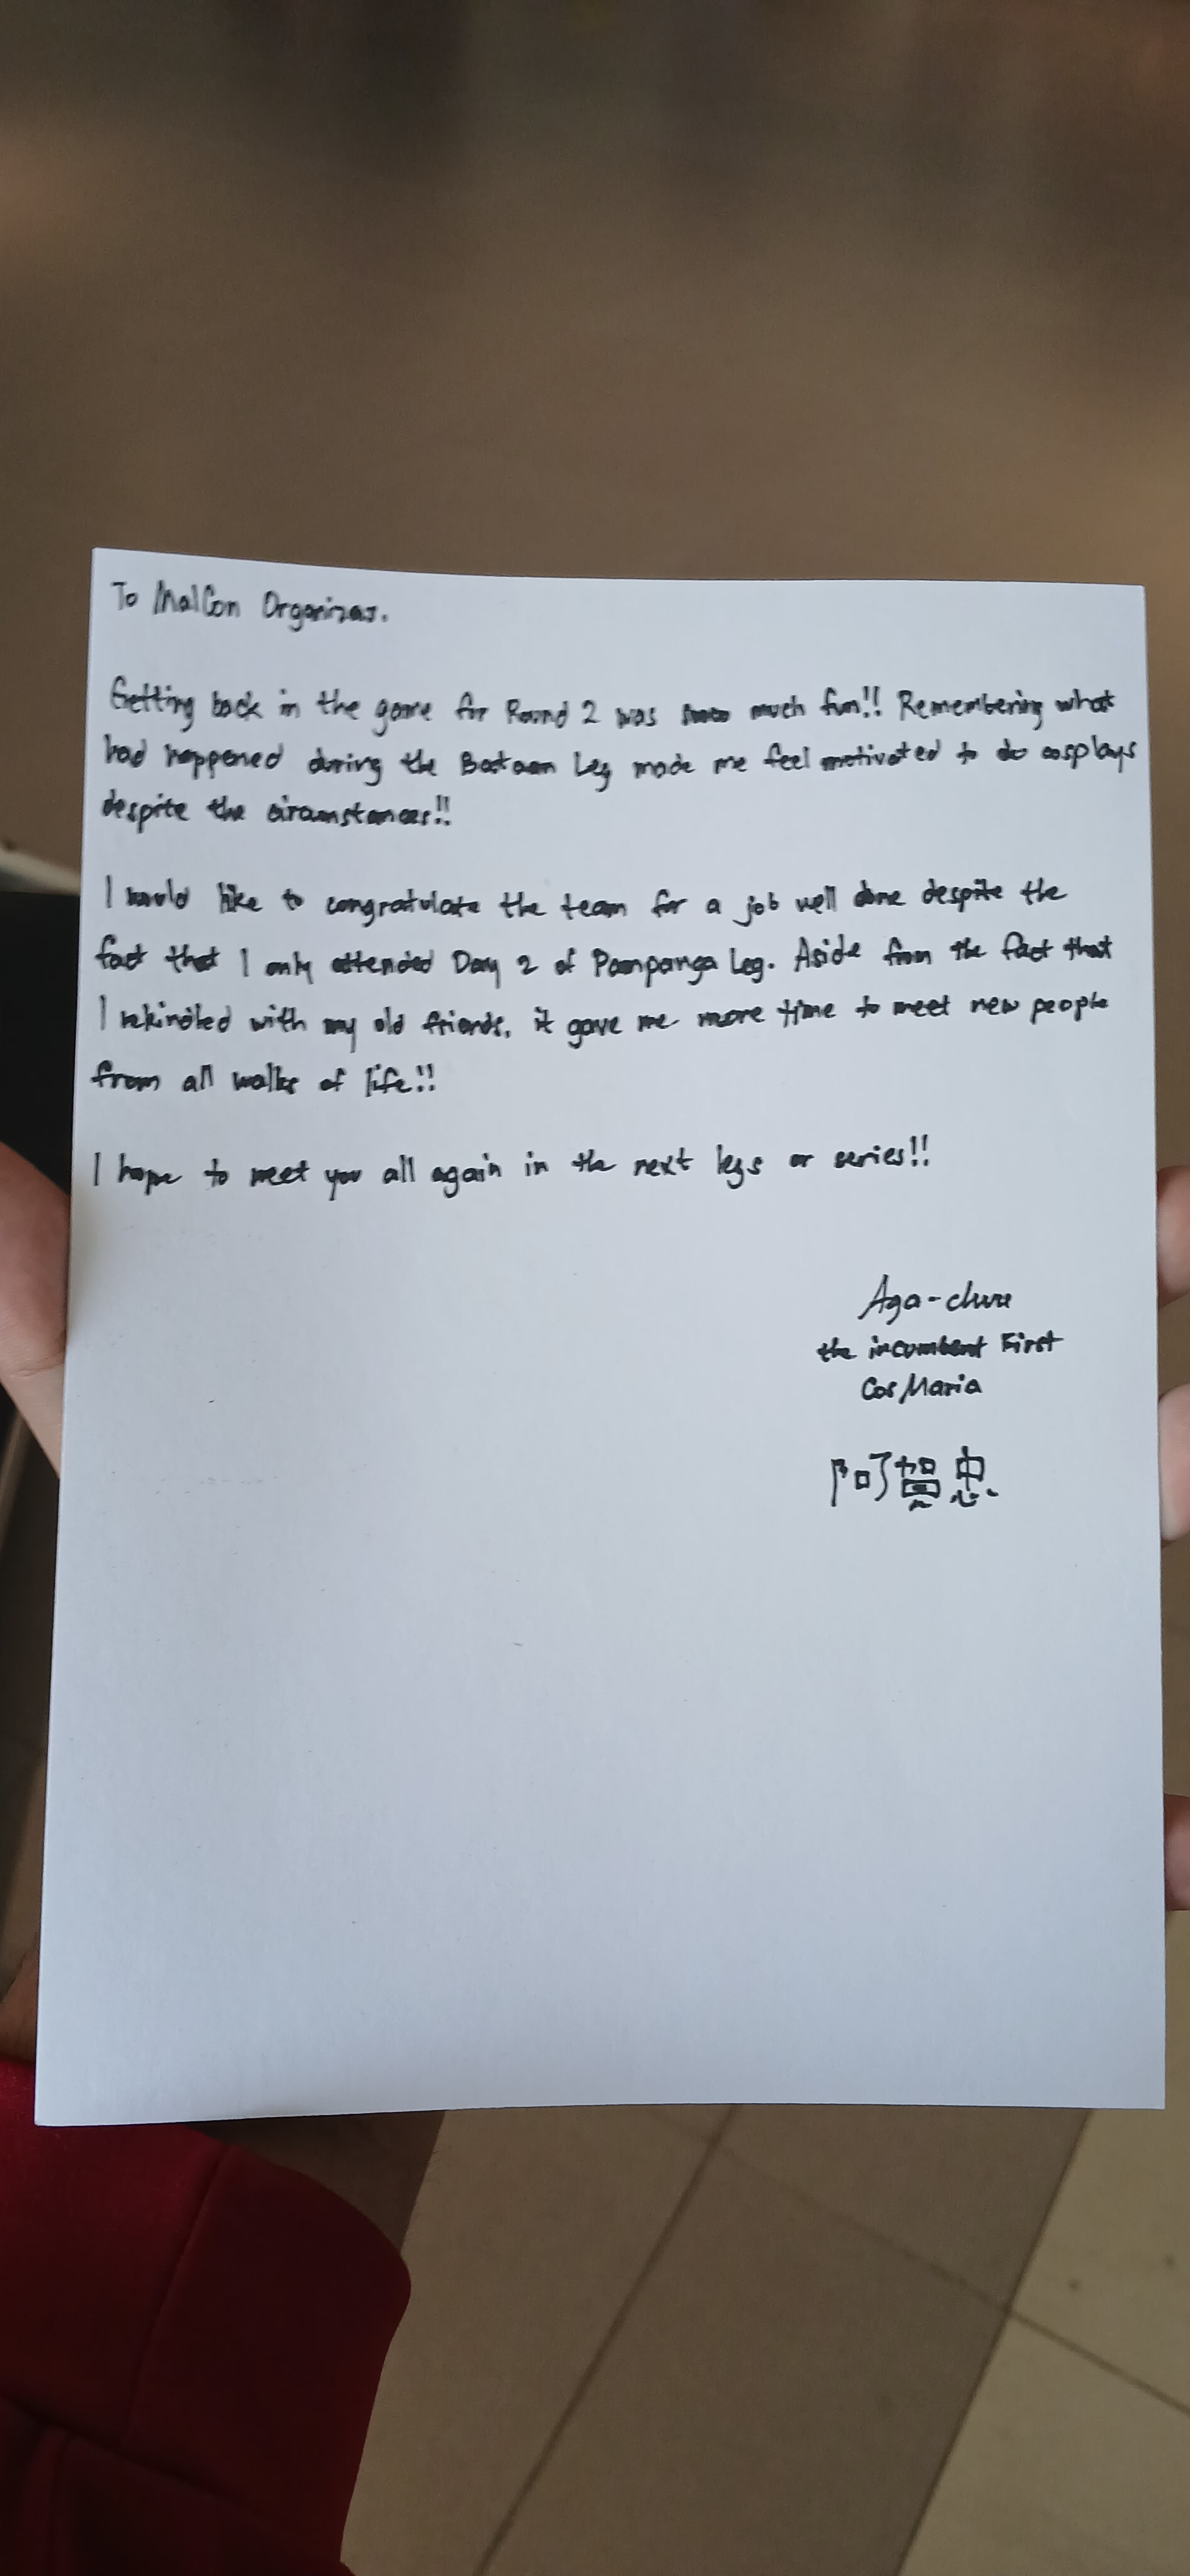 To MalCon Organizers.
Getting back in the game for Round 2 was sooo much fun!! Remembering what
had happened during the Bataan Leg made me feel motivated to do cosplays
despite the circumstances!!
I would like to congratulate the team for a job well done despite the
fact that I only attended Day 2 of Pampanga Leg. Aside from the fact that
I rekindled with my old friends, it gave me more time to meet new people
from all walks of life!!
I hope to meet you all again in the next legs or series!!
the incumbent First
CosMaria
阿賀忠